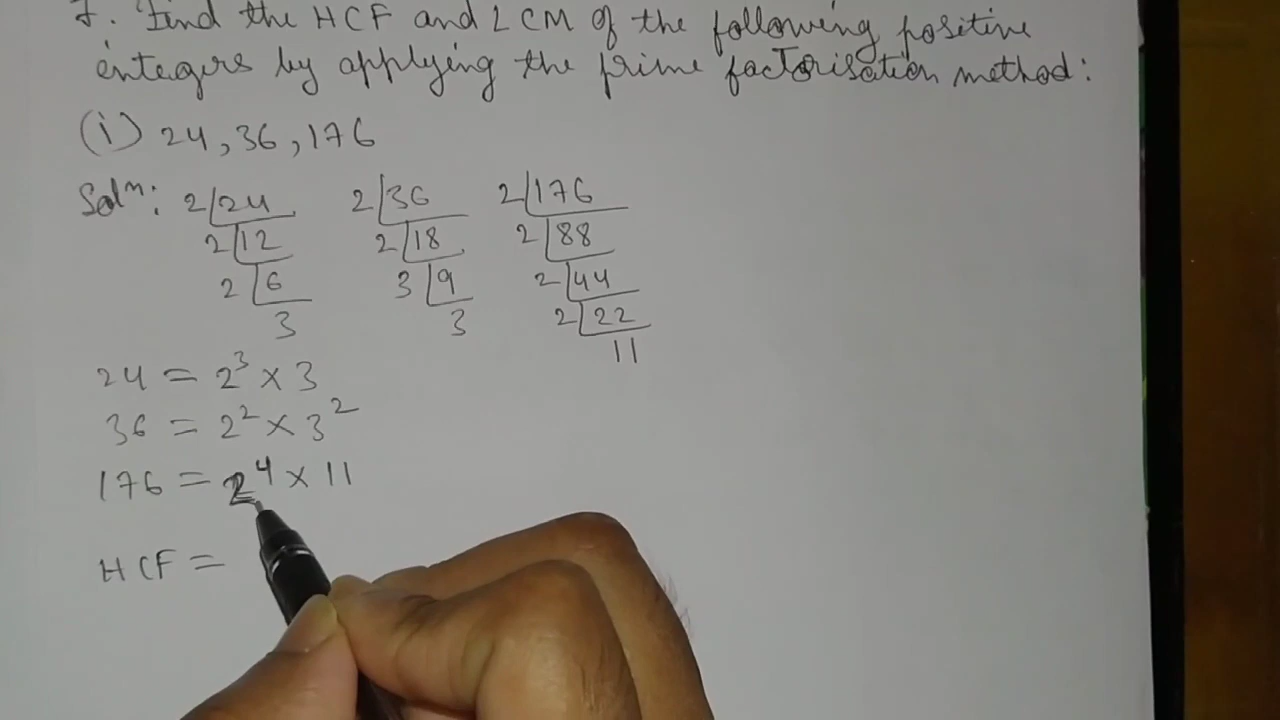 7. Find the HCF and LCM of the following positive
integers by applying the prime factorisation method:
(i) 24, 36, 176
Solⁿ: 2 24 2 36 2 176
2 12 2 18 2 88
2 6 3 9 2 44
3 3 2 22
11
24 = 2³ × 3
36 = 2² × 3²
176 = 2⁴ × 11
HCF =